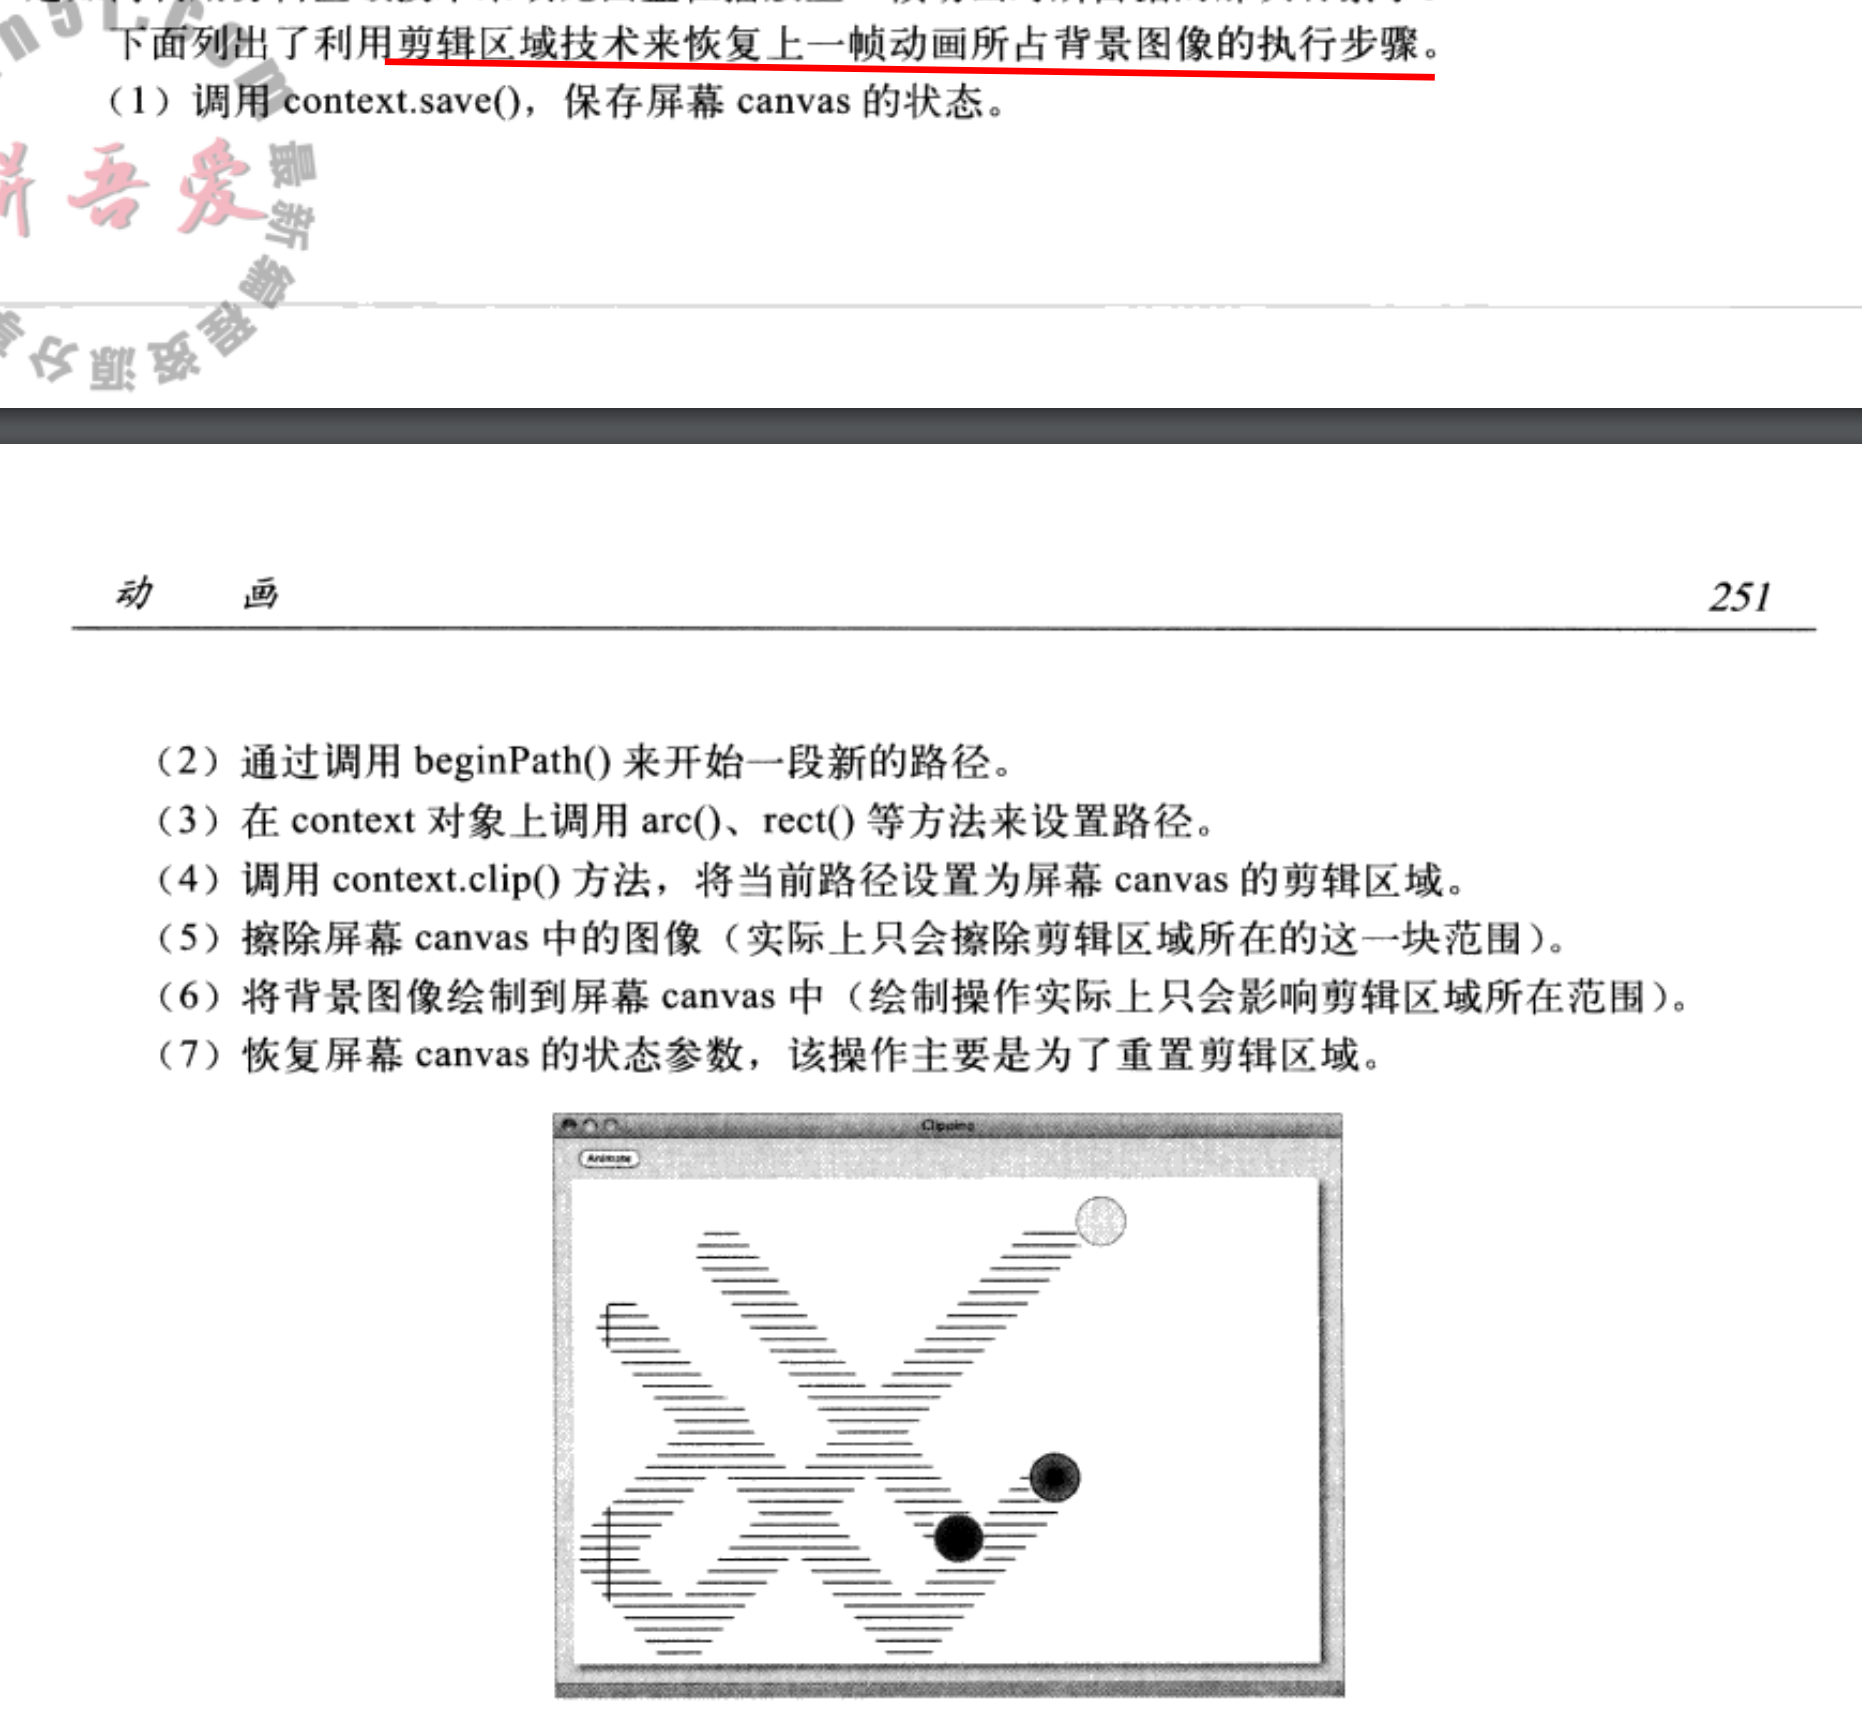 下面列出了利用剪辑区域技术来恢复上一帧动画所占背景图像的执行步骤。
（1）调用 context.save()，保存屏幕 canvas 的状态。
吾爱
最新编程资源分
动 画 251
（2）通过调用 beginPath() 来开始一段新的路径。
（3）在 context 对象上调用 arc()、rect() 等方法来设置路径。
（4）调用 context.clip() 方法，将当前路径设置为屏幕 canvas 的剪辑区域。
（5）擦除屏幕 canvas 中的图像（实际上只会擦除剪辑区域所在的这一块范围）。
（6）将背景图像绘制到屏幕 canvas 中（绘制操作实际上只会影响剪辑区域所在范围）。
（7）恢复屏幕 canvas 的状态参数，该操作主要是为了重置剪辑区域。
Clipping
Animate